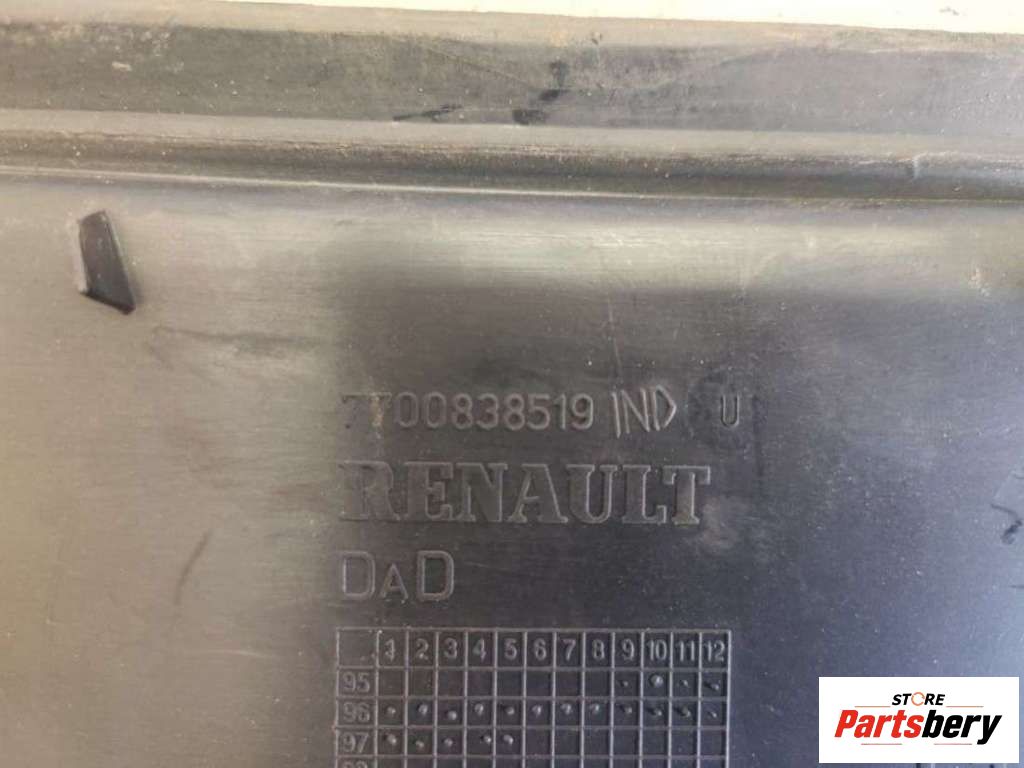 7700838519 IND U
RENAULT
DAD
1 2 3 4 5 6 7 8 9 10 11 12
95
96
97
STORE
Partsbery